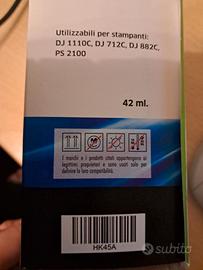 Utilizzabili per stampanti:
DJ 1110C, DJ 712C, DJ 882C,
PS 2100
42 ml.
I marchi e i prodotti citati appartengono ai
legittimi proprietari e sono usati solo per
definire la loro compatibilità.
HK45A
subito